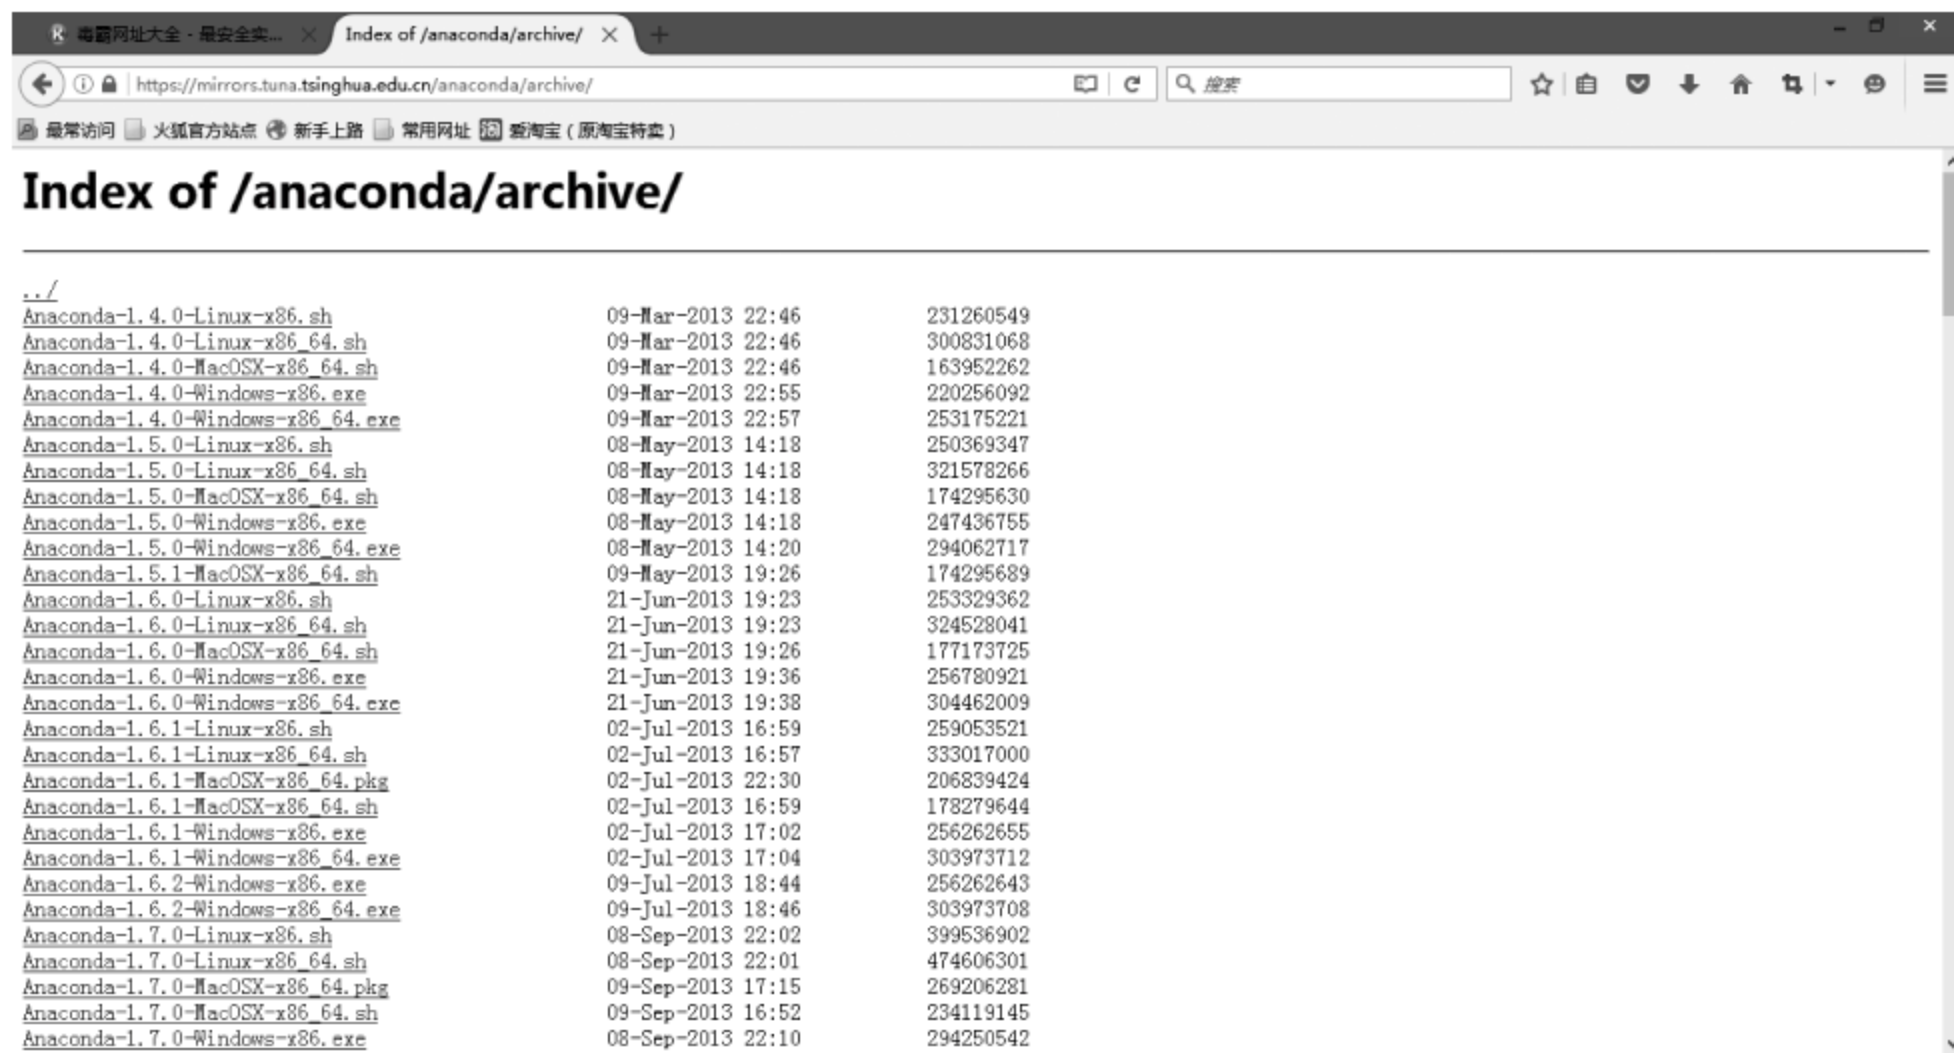 毒霸网址大全 - 最安全实... Index of /anaconda/archive/
https://mirrors.tuna.tsinghua.edu.cn/anaconda/archive/ 搜索
最常访问 火狐官方站点 新手上路 常用网址 爱淘宝（原淘宝特卖）
Index of /anaconda/archive/
../
Anaconda-1.4.0-Linux-x86.sh 09-Mar-2013 22:46 231260549
Anaconda-1.4.0-Linux-x86_64.sh 09-Mar-2013 22:46 300831068
Anaconda-1.4.0-MacOSX-x86_64.sh 09-Mar-2013 22:46 163952262
Anaconda-1.4.0-Windows-x86.exe 09-Mar-2013 22:55 220256092
Anaconda-1.4.0-Windows-x86_64.exe 09-Mar-2013 22:57 253175221
Anaconda-1.5.0-Linux-x86.sh 08-May-2013 14:18 250369347
Anaconda-1.5.0-Linux-x86_64.sh 08-May-2013 14:18 321578266
Anaconda-1.5.0-MacOSX-x86_64.sh 08-May-2013 14:18 174295630
Anaconda-1.5.0-Windows-x86.exe 08-May-2013 14:18 247436755
Anaconda-1.5.0-Windows-x86_64.exe 08-May-2013 14:20 294062717
Anaconda-1.5.1-MacOSX-x86_64.sh 09-May-2013 19:26 174295689
Anaconda-1.6.0-Linux-x86.sh 21-Jun-2013 19:23 253329362
Anaconda-1.6.0-Linux-x86_64.sh 21-Jun-2013 19:23 324528041
Anaconda-1.6.0-MacOSX-x86_64.sh 21-Jun-2013 19:26 177173725
Anaconda-1.6.0-Windows-x86.exe 21-Jun-2013 19:36 256780921
Anaconda-1.6.0-Windows-x86_64.exe 21-Jun-2013 19:38 304462009
Anaconda-1.6.1-Linux-x86.sh 02-Jul-2013 16:59 259053521
Anaconda-1.6.1-Linux-x86_64.sh 02-Jul-2013 16:57 333017000
Anaconda-1.6.1-MacOSX-x86_64.pkg 02-Jul-2013 22:30 206839424
Anaconda-1.6.1-MacOSX-x86_64.sh 02-Jul-2013 16:59 178279644
Anaconda-1.6.1-Windows-x86.exe 02-Jul-2013 17:02 256262655
Anaconda-1.6.1-Windows-x86_64.exe 02-Jul-2013 17:04 303973712
Anaconda-1.6.2-Windows-x86.exe 09-Jul-2013 18:44 256262643
Anaconda-1.6.2-Windows-x86_64.exe 09-Jul-2013 18:46 303973708
Anaconda-1.7.0-Linux-x86.sh 08-Sep-2013 22:02 399536902
Anaconda-1.7.0-Linux-x86_64.sh 08-Sep-2013 22:01 474606301
Anaconda-1.7.0-MacOSX-x86_64.pkg 09-Sep-2013 17:15 269206281
Anaconda-1.7.0-MacOSX-x86_64.sh 09-Sep-2013 16:52 234119145
Anaconda-1.7.0-Windows-x86.exe 08-Sep-2013 22:10 294250542